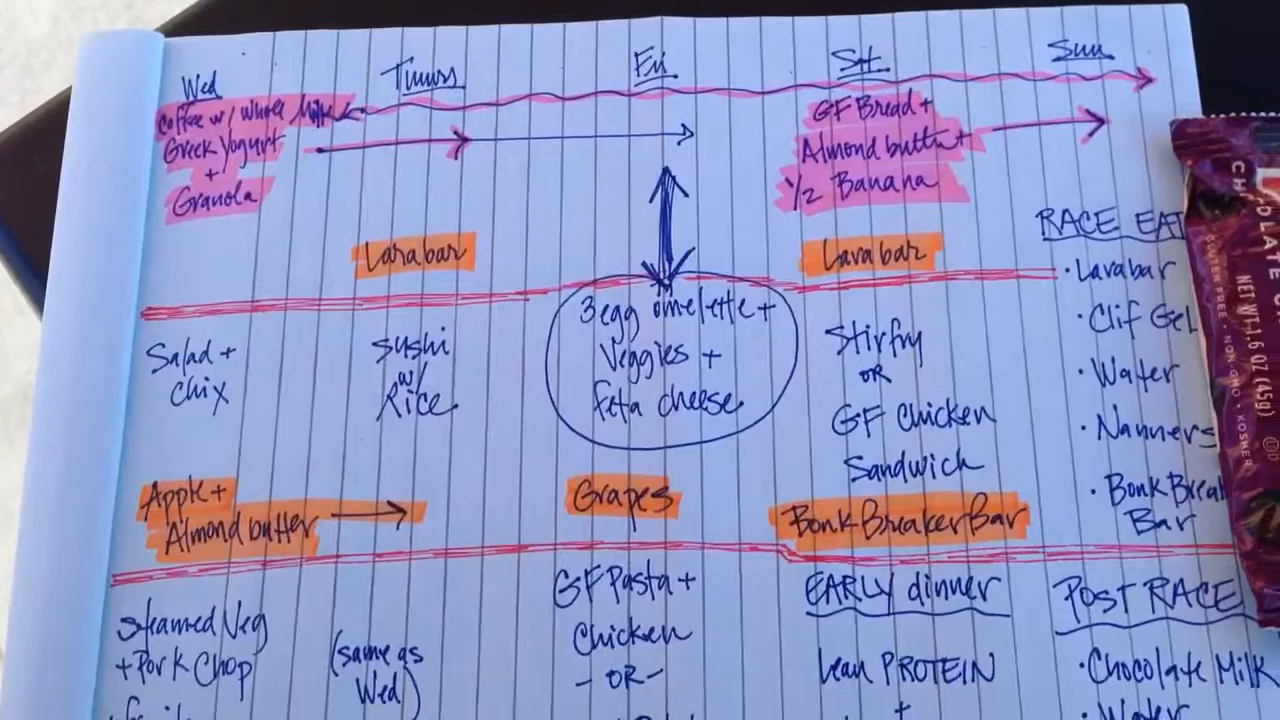 Wed
Thurs
Fri
Sat
Sun
Coffee w/ Whole Milk
Greek Yogurt
+
Granola
GF Bread +
Almond butter +
1/2 Banana
Larabar
Larabar
RACE EAT
• Larabar
• Clif Gel
• Water
• Nanners
• Bonk Break
Bar
Salad +
Chix
Sushi
w/
Rice
3 egg omelette +
Veggies +
feta cheese
Stirfry
OR
GF Chicken
Sandwich
Apple +
Almond butter
Grapes
Bonk Breaker Bar
Steamed Veg
+ Pork Chop
(same as
Wed)
GF Pasta +
Chicken
- OR -
EARLY dinner
Lean PROTEIN
+
POST RACE
• Chocolate Milk
• Water
GLUTEN FREE • NON-GMO • KOSHER
NET WT. 1.6 OZ (45g)